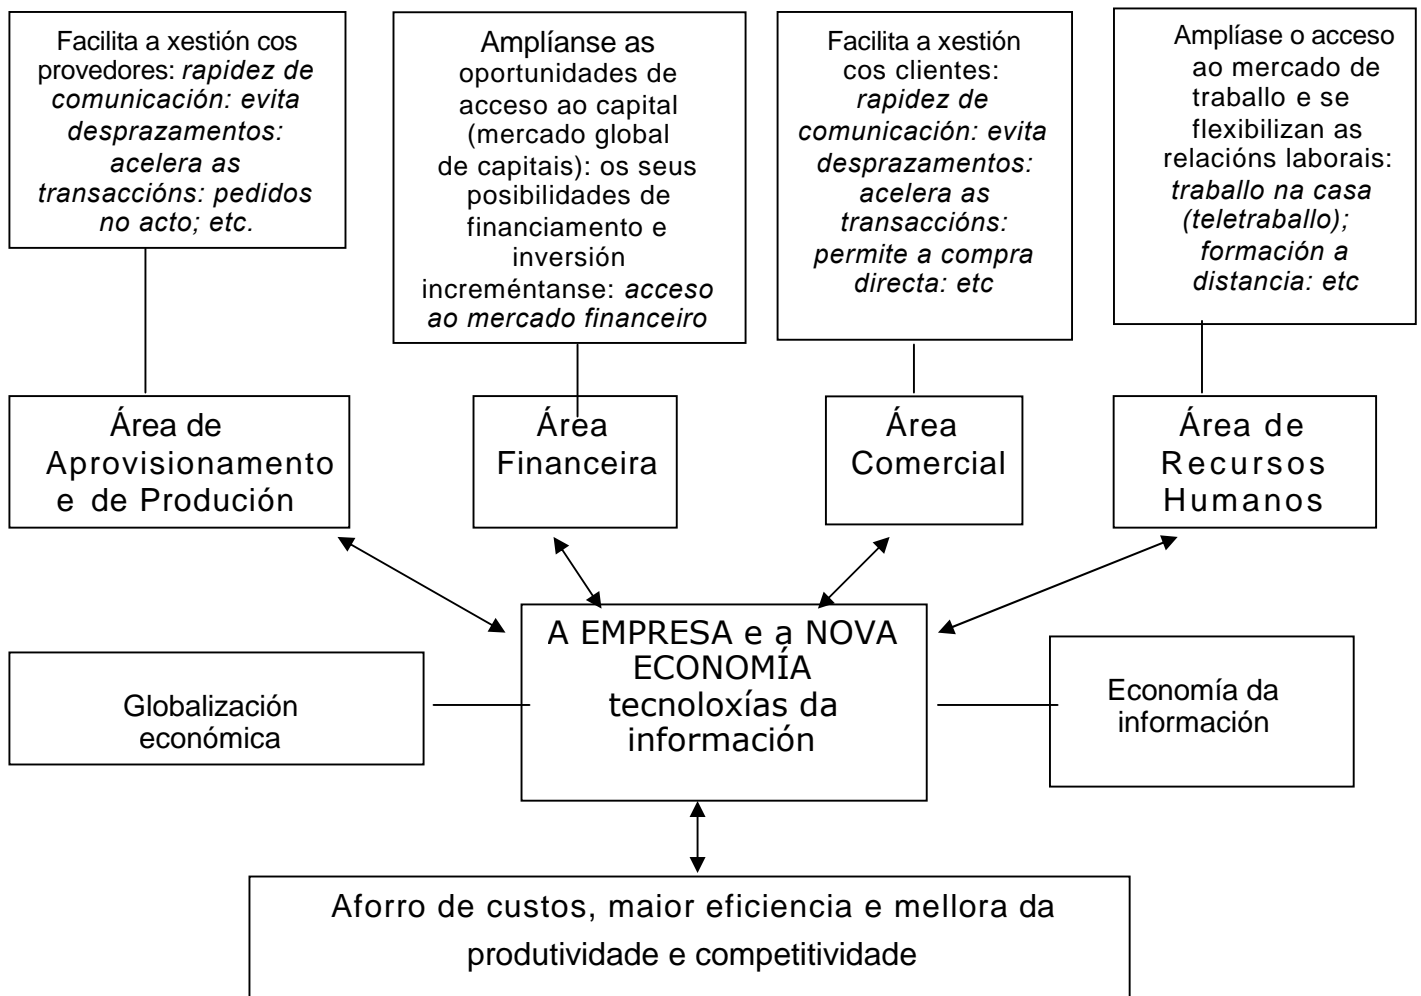 Facilita a xestión cos
provedores: rapidez de
comunicación: evita
desprazamentos:
acelera as
transaccións: pedidos
no acto; etc.
Amplíanse as
oportunidades de
acceso ao capital
(mercado global
de capitais): os seus
posibilidades de
financiamento e
inversión
increméntanse: acceso
ao mercado financeiro
Facilita a xestión
cos clientes:
rapidez de
comunicación: evita
desprazamentos:
acelera as
transaccións:
permite a compra
directa: etc
Amplíase o acceso
ao mercado de
traballo e se
flexibilizan as
relacións laborais:
traballo na casa
(teletraballo);
formación a
distancia: etc
Área de
Aprovisionamento
e de Produción
Área
Financeira
Área
Comercial
Área de
Recursos
Humanos
A EMPRESA e a NOVA
ECONOMÍA
tecnoloxías da
información
Globalización
económica
Economía da
información
Aforro de custos, maior eficiencia e mellora da
produtividade e competitividade